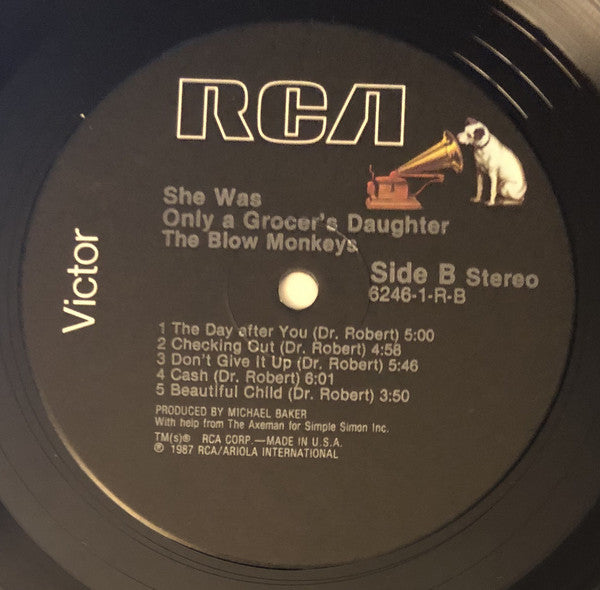 RCA
Victor
She Was
Only a Grocer's Daughter
The Blow Monkeys
Side B Stereo
6246-1-R-B
1 The Day after You (Dr. Robert) 5:00
2 Checking Out (Dr. Robert) 4:58
3 Don't Give It Up (Dr. Robert) 5:46
4 Cash (Dr. Robert) 6:01
5 Beautiful Child (Dr. Robert) 3:50
PRODUCED BY MICHAEL BAKER
With help from The Axeman for Simple Simon Inc.
TM(s)® RCA CORP.—MADE IN U.S.A.
℗ 1987 RCA/ARIOLA INTERNATIONAL